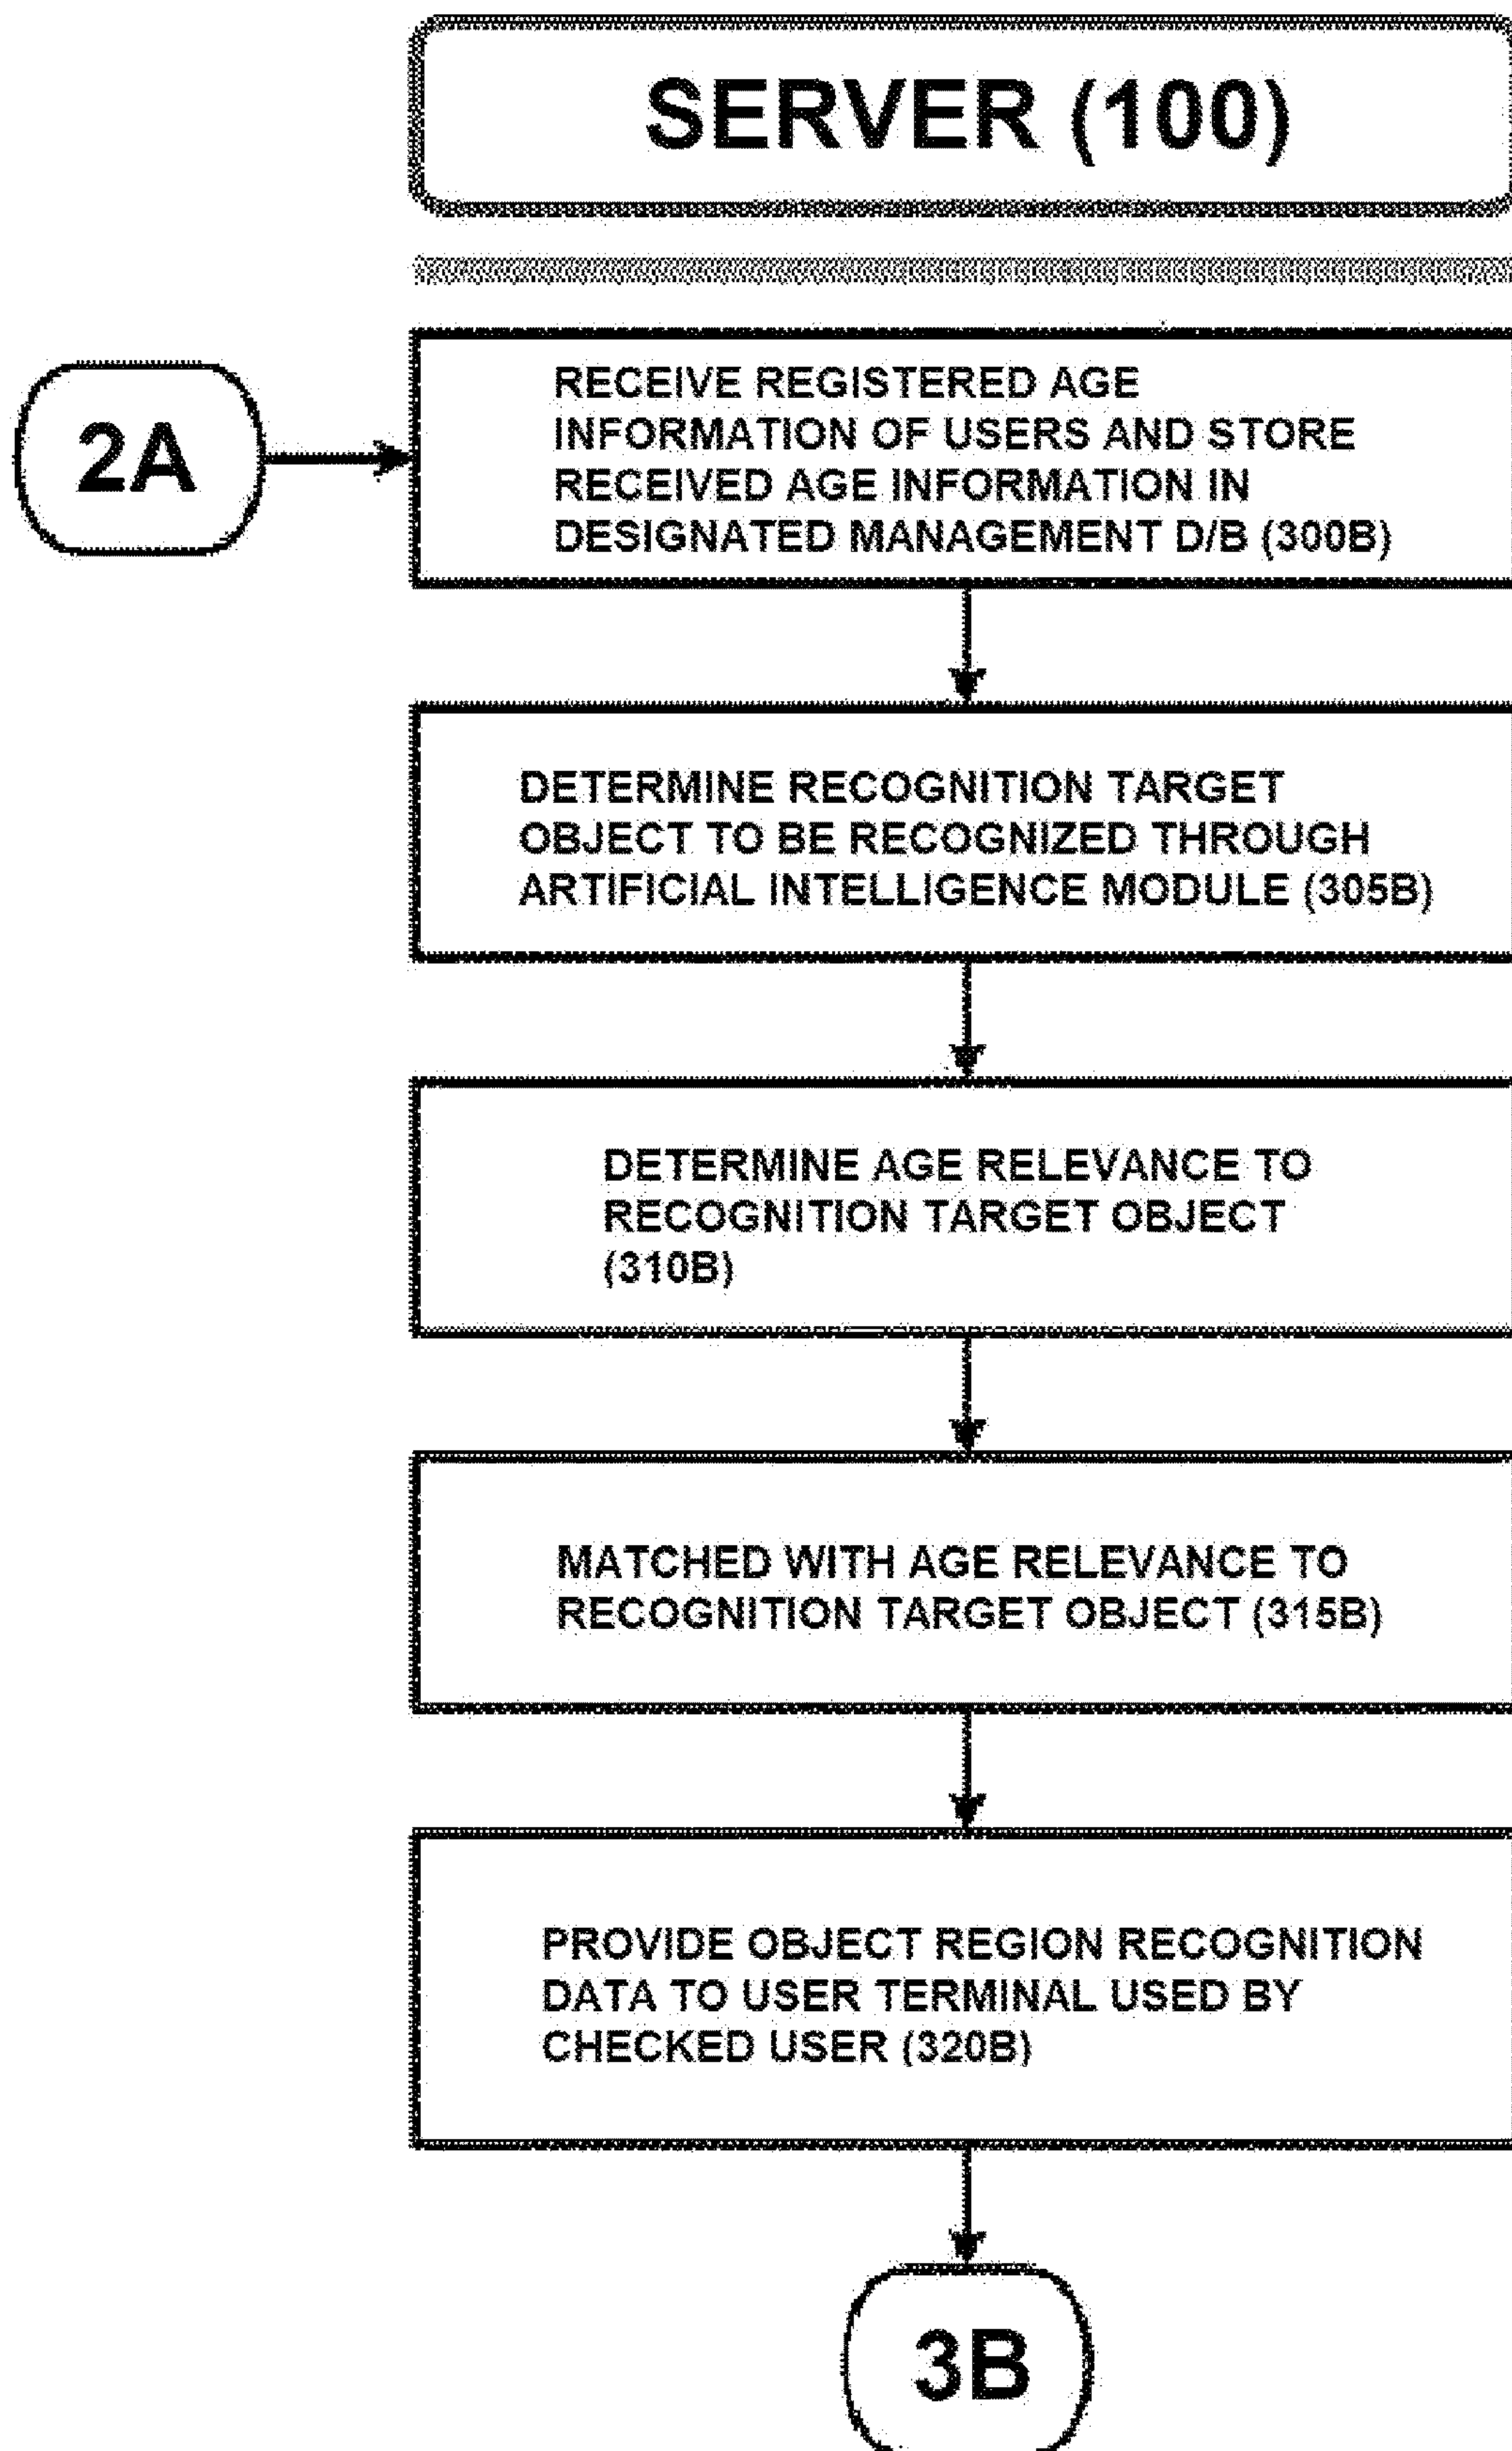 SERVER (100)
2A
RECEIVE REGISTERED AGE
INFORMATION OF USERS AND STORE
RECEIVED AGE INFORMATION IN
DESIGNATED MANAGEMENT D/B (300B)
DETERMINE RECOGNITION TARGET
OBJECT TO BE RECOGNIZED THROUGH
ARTIFICIAL INTELLIGENCE MODULE (305B)
DETERMINE AGE RELEVANCE TO
RECOGNITION TARGET OBJECT
(310B)
MATCHED WITH AGE RELEVANCE TO
RECOGNITION TARGET OBJECT (315B)
PROVIDE OBJECT REGION RECOGNITION
DATA TO USER TERMINAL USED BY
CHECKED USER (320B)
3B